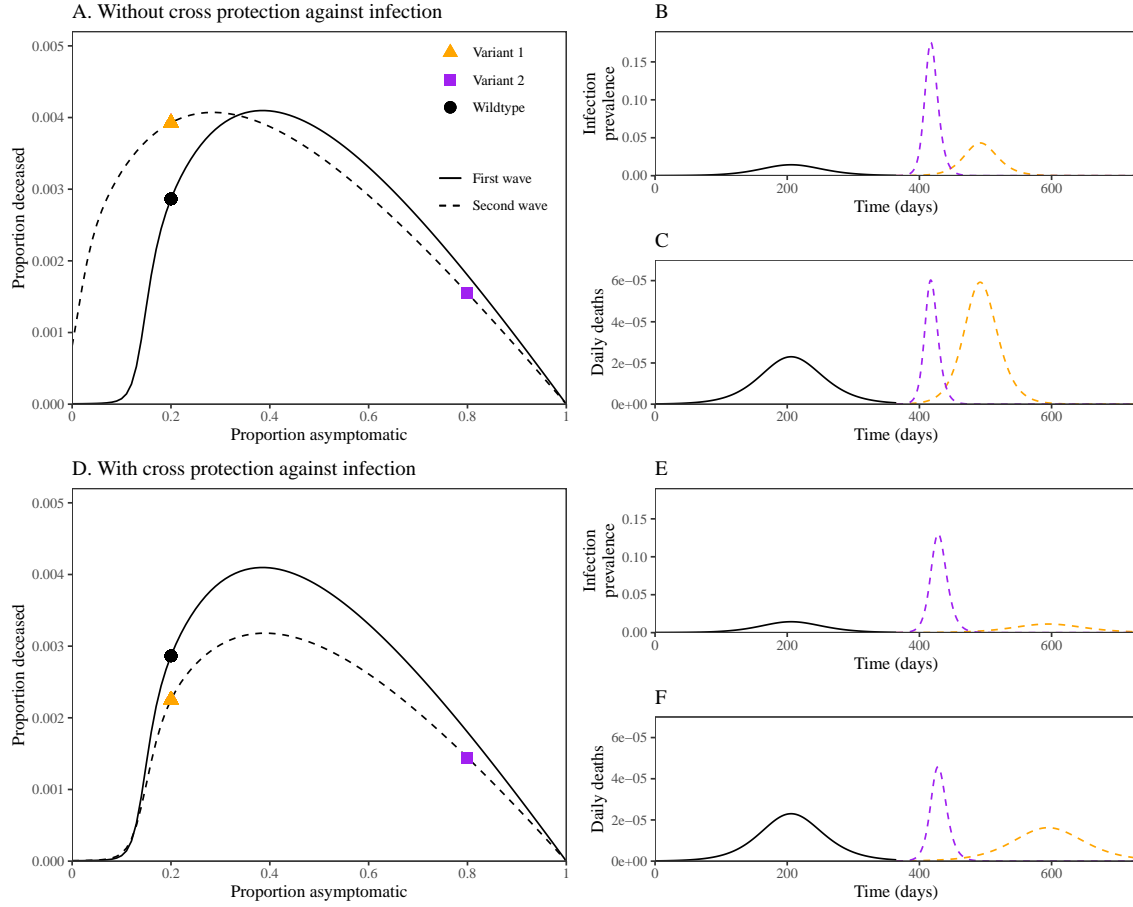 A. Without cross protection against infection
0.005
0.004
0.003
0.002
0.001
0.000
Proportion deceased
Variant 1
Variant 2
Wildtype
First wave
Second wave
0
0.2
0.4
0.6
0.8
1
Proportion asymptomatic
B
0.15
0.10
0.05
0.00
Infection
prevalence
0
200
400
600
Time (days)
C
6e−05
4e−05
2e−05
0e+00
Daily deaths
0
200
400
600
Time (days)
D. With cross protection against infection
0.005
0.004
0.003
0.002
0.001
0.000
Proportion deceased
0
0.2
0.4
0.6
0.8
1
Proportion asymptomatic
E
0.15
0.10
0.05
0.00
Infection
prevalence
0
200
400
600
Time (days)
F
6e−05
4e−05
2e−05
0e+00
Daily deaths
0
200
400
600
Time (days)